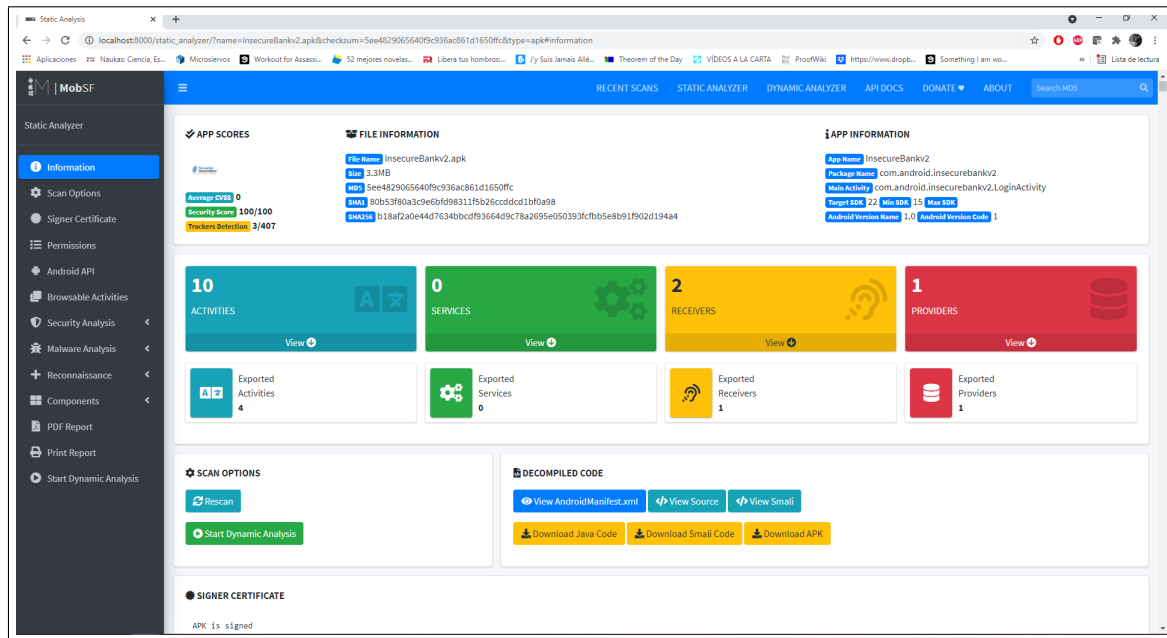 Static Analysis
localhost:8000/static_analyzer/?name=InsecureBankv2.apk&checksum=5ee4829065640f9c936ac861d1650ffc&type=apk#information
Aplicaciones Naukas: Ciencia, Es... Microsiervos Workout for Assassi... 52 mejores novelas... Libera tus hombros:... J'y Suis Jamais Allé... Theorem of the Day VÍDEOS A LA CARTA ProofWiki https://www.dropb... Something I am wo... » Lista de lectura
MobSF
RECENT SCANS STATIC ANALYZER DYNAMIC ANALYZER API DOCS DONATE ♥ ABOUT Search MD5
Static Analyzer
Information
Scan Options
Signer Certificate
Permissions
Android API
Browsable Activities
Security Analysis
Malware Analysis
Reconnaissance
Components
PDF Report
Print Report
Start Dynamic Analysis
APP SCORES
Average CVSS 0
Security Score 100/100
Trackers Detection 3/407
FILE INFORMATION
File Name InsecureBankv2.apk
Size 3.3MB
MD5 5ee4829065640f9c936ac861d1650ffc
SHA1 80b53f80a3c9e6bfd98311f5b26ccddcd1bf0a98
SHA256 b18af2a0e44d7634bbcdf93664d9c78a2695e050393fcfbb5e8b91f902d194a4
APP INFORMATION
App Name InsecureBankv2
Package Name com.android.insecurebankv2
Main Activity com.android.insecurebankv2.LoginActivity
Target SDK 22 Min SDK 15 Max SDK
Android Version Name 1.0 Android Version Code 1
10
ACTIVITIES
View
0
SERVICES
View
2
RECEIVERS
View
1
PROVIDERS
View
Exported
Activities
4
Exported
Services
0
Exported
Receivers
1
Exported
Providers
1
SCAN OPTIONS
Rescan
Start Dynamic Analysis
DECOMPILED CODE
View AndroidManifest.xml View Source View Smali
Download Java Code Download Smali Code Download APK
SIGNER CERTIFICATE
APK is signed